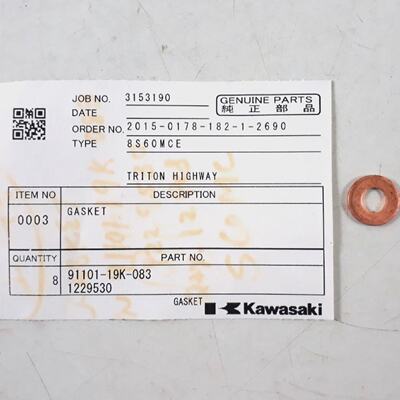 JOB NO. 3153190
GENUINE PARTS
純正部品
DATE
ORDER NO. 2015-0178-182-1-2690
TYPE 8S60MCE
TRITON HIGHWAY
ITEM NO DESCRIPTION
0003 GASKET
QUANTITY PART NO.
8 91101-19K-083
1229530
GASKET
Kawasaki